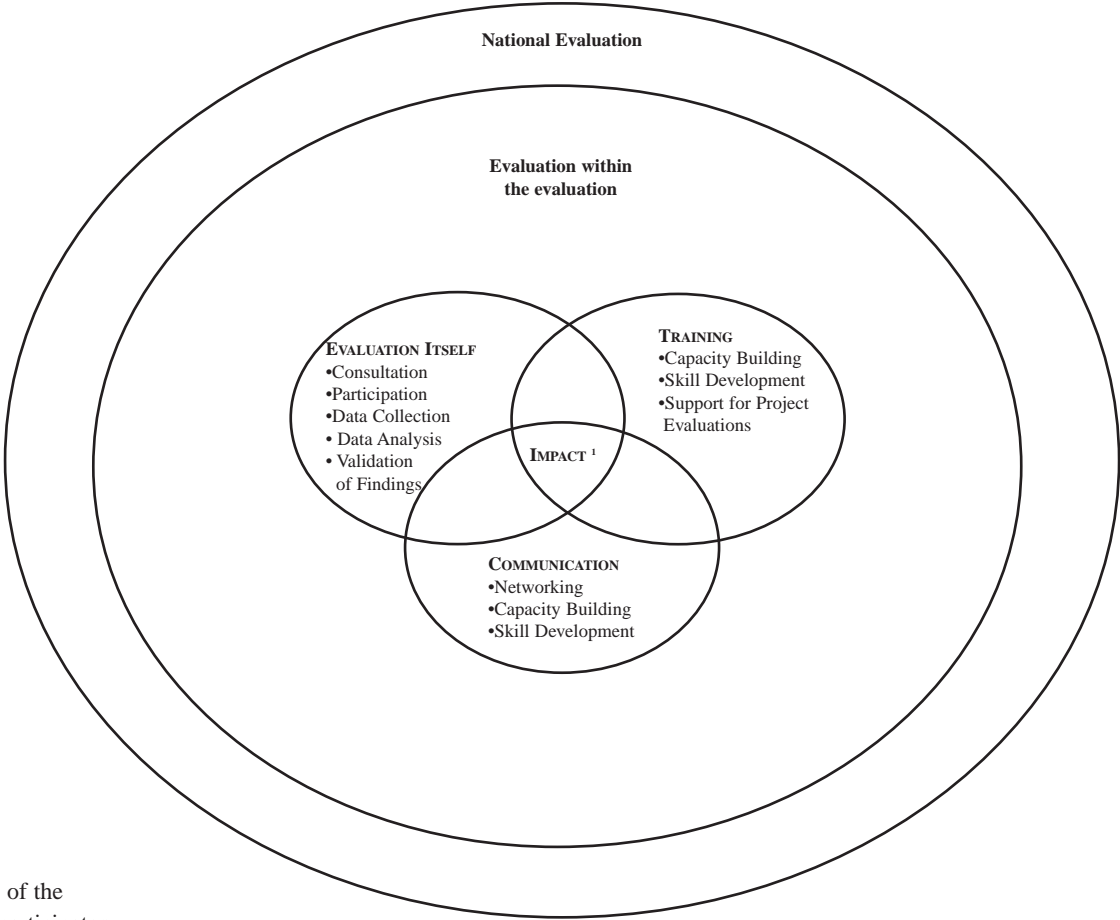 National Evaluation
Evaluation within
the evaluation
EVALUATION ITSELF
•Consultation
•Participation
•Data Collection
• Data Analysis
• Validation
of Findings
TRAINING
•Capacity Building
•Skill Development
•Support for Project
Evaluations
IMPACT ¹
COMMUNICATION
•Networking
•Capacity Building
•Skill Development
of the